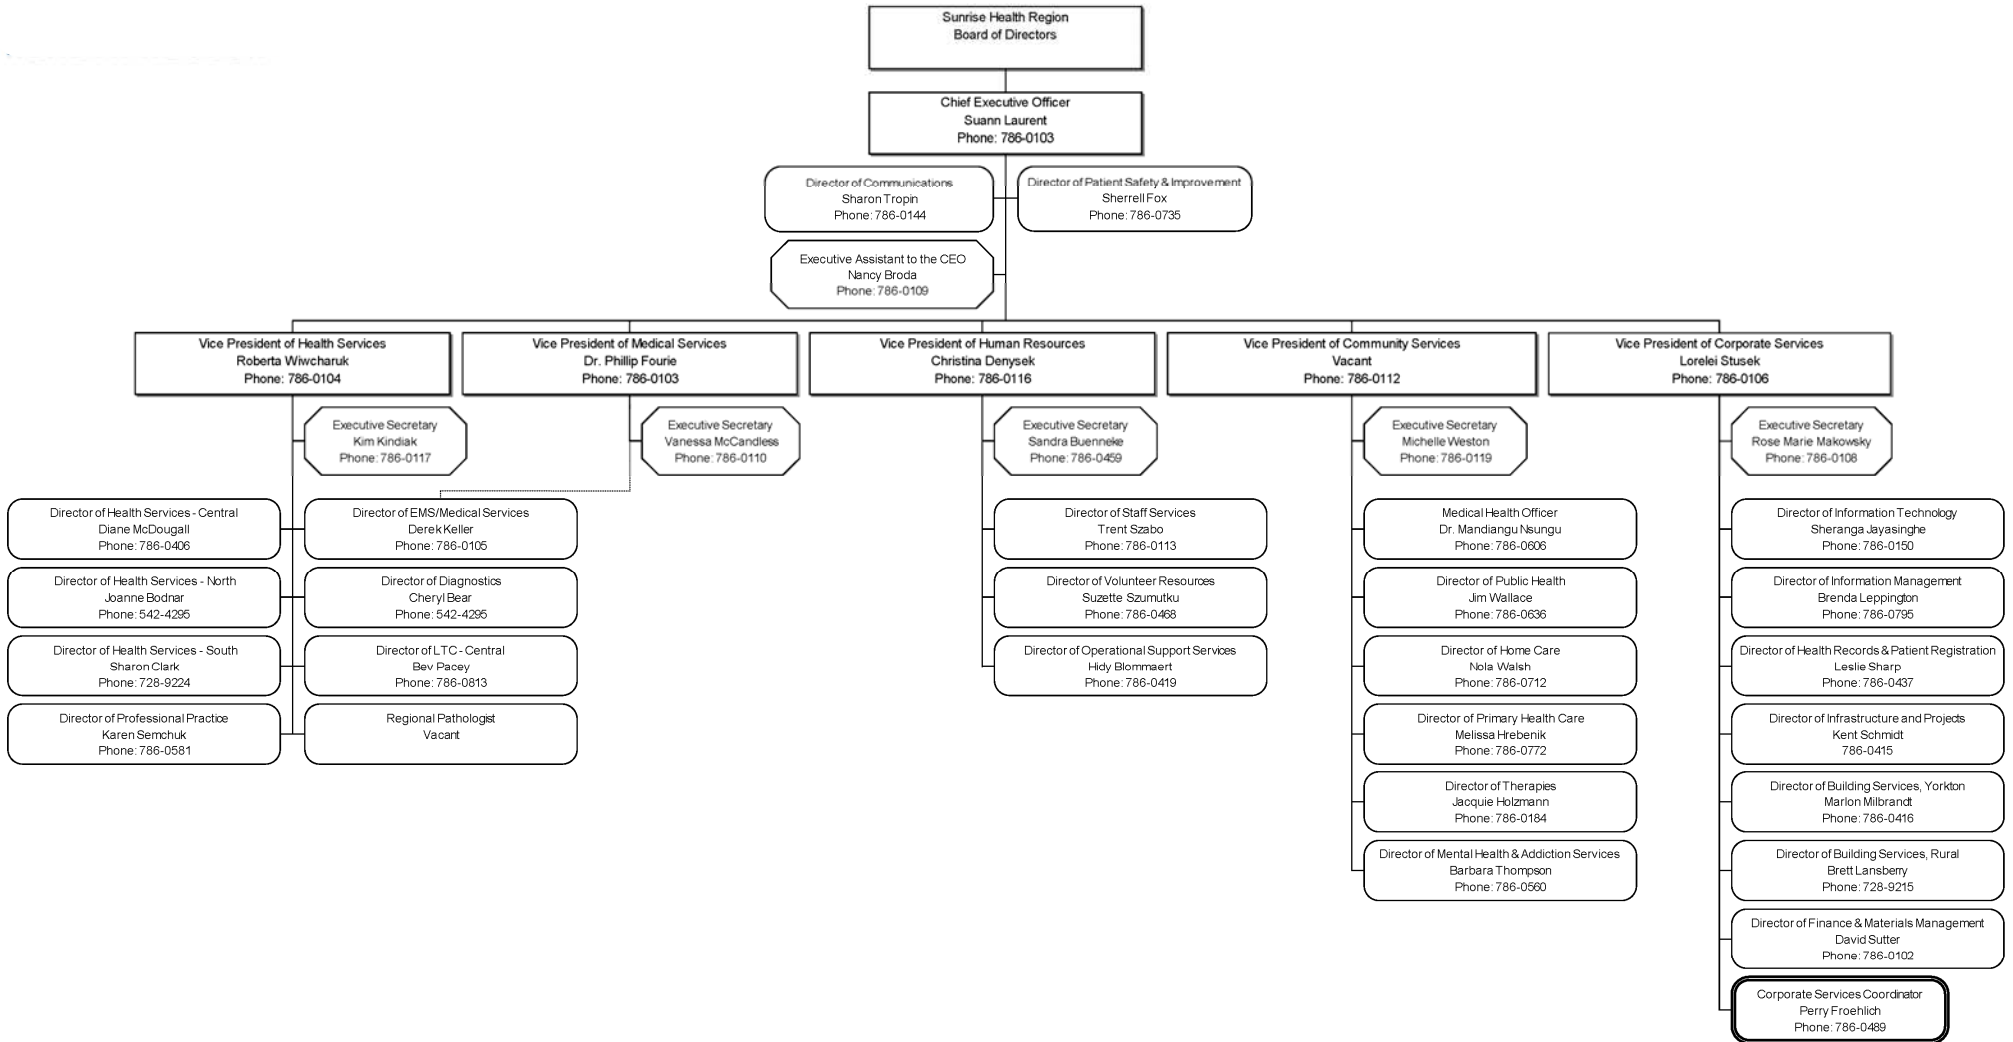 Sunrise Health Region
Board of Directors
Chief Executive Officer
Suann Laurent
Phone: 786-0103
Director of Communications
Sharon Tropin
Phone: 786-0144
Director of Patient Safety & Improvement
Sherrell Fox
Phone: 786-0735
Executive Assistant to the CEO
Nancy Broda
Phone: 786-0109
Vice President of Health Services
Roberta Wiwcharuk
Phone: 786-0104
Vice President of Medical Services
Dr. Phillip Fourie
Phone: 786-0103
Vice President of Human Resources
Christina Denysek
Phone: 786-0116
Vice President of Community Services
Vacant
Phone: 786-0112
Vice President of Corporate Services
Lorelei Stusek
Phone: 786-0106
Executive Secretary
Kim Kindiak
Phone: 786-0117
Executive Secretary
Vanessa McCandless
Phone: 786-0110
Executive Secretary
Sandra Buenneke
Phone: 786-0459
Executive Secretary
Michelle Weston
Phone: 786-0119
Executive Secretary
Rose Marie Makowsky
Phone: 786-0108
Director of Health Services - Central
Diane McDougall
Phone: 786-0406
Director of EMS/Medical Services
Derek Keller
Phone: 786-0105
Director of Health Services - North
Joanne Bodnar
Phone: 542-4295
Director of Diagnostics
Cheryl Bear
Phone: 542-4295
Director of Health Services - South
Sharon Clark
Phone: 728-9224
Director of LTC - Central
Bev Pacey
Phone: 786-0813
Director of Professional Practice
Karen Semchuk
Phone: 786-0581
Regional Pathologist
Vacant
Director of Staff Services
Trent Szabo
Phone: 786-0113
Director of Volunteer Resources
Suzette Szumutku
Phone: 786-0468
Director of Operational Support Services
Hidy Blommaert
Phone: 786-0419
Medical Health Officer
Dr. Mandiangu Nsungu
Phone: 786-0606
Director of Public Health
Jim Wallace
Phone: 786-0636
Director of Home Care
Nola Walsh
Phone: 786-0712
Director of Primary Health Care
Melissa Hrebenik
Phone: 786-0772
Director of Therapies
Jacquie Holzmann
Phone: 786-0184
Director of Mental Health & Addiction Services
Barbara Thompson
Phone: 786-0560
Director of Information Technology
Sheranga Jayasinghe
Phone: 786-0150
Director of Information Management
Brenda Leppington
Phone: 786-0795
Director of Health Records & Patient Registration
Leslie Sharp
Phone: 786-0437
Director of Infrastructure and Projects
Kent Schmidt
786-0415
Director of Building Services, Yorkton
Marlon Milbrandt
Phone: 786-0416
Director of Building Services, Rural
Brett Lansberry
Phone: 728-9215
Director of Finance & Materials Management
David Sutter
Phone: 786-0102
Corporate Services Coordinator
Perry Froehlich
Phone: 786-0489